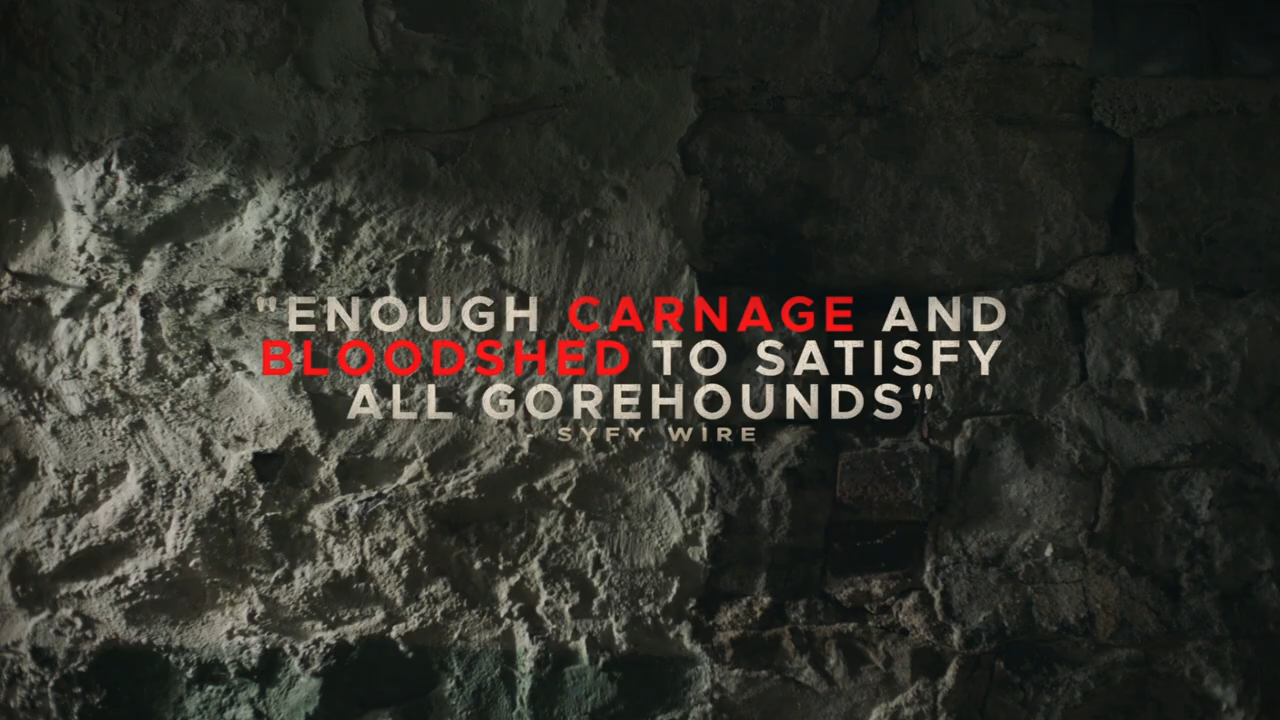 "ENOUGH CARNAGE AND
BLOODSHED TO SATISFY
ALL GOREHOUNDS"
- SYFY WIRE